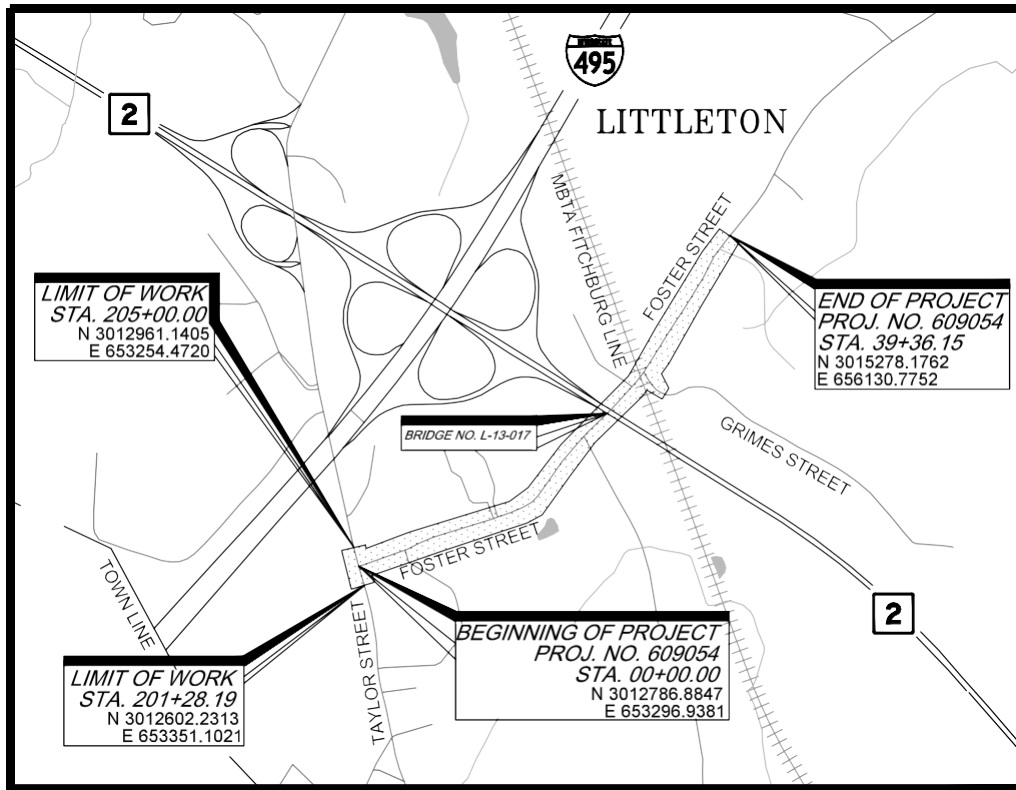 495
2
LITTLETON
MBTA FITCHBURG LINE
FOSTER STREET
LIMIT OF WORK
STA. 205+00.00
N 3012961.1405
E 653254.4720
END OF PROJECT
PROJ. NO. 609054
STA. 39+36.15
N 3015278.1762
E 656130.7752
BRIDGE NO. L-13-017
GRIMES STREET
FOSTER STREET
TOWN LINE
2
TAYLOR STREET
BEGINNING OF PROJECT
PROJ. NO. 609054
STA. 00+00.00
N 3012786.8847
E 653296.9381
LIMIT OF WORK
STA. 201+28.19
N 3012602.2313
E 653351.1021